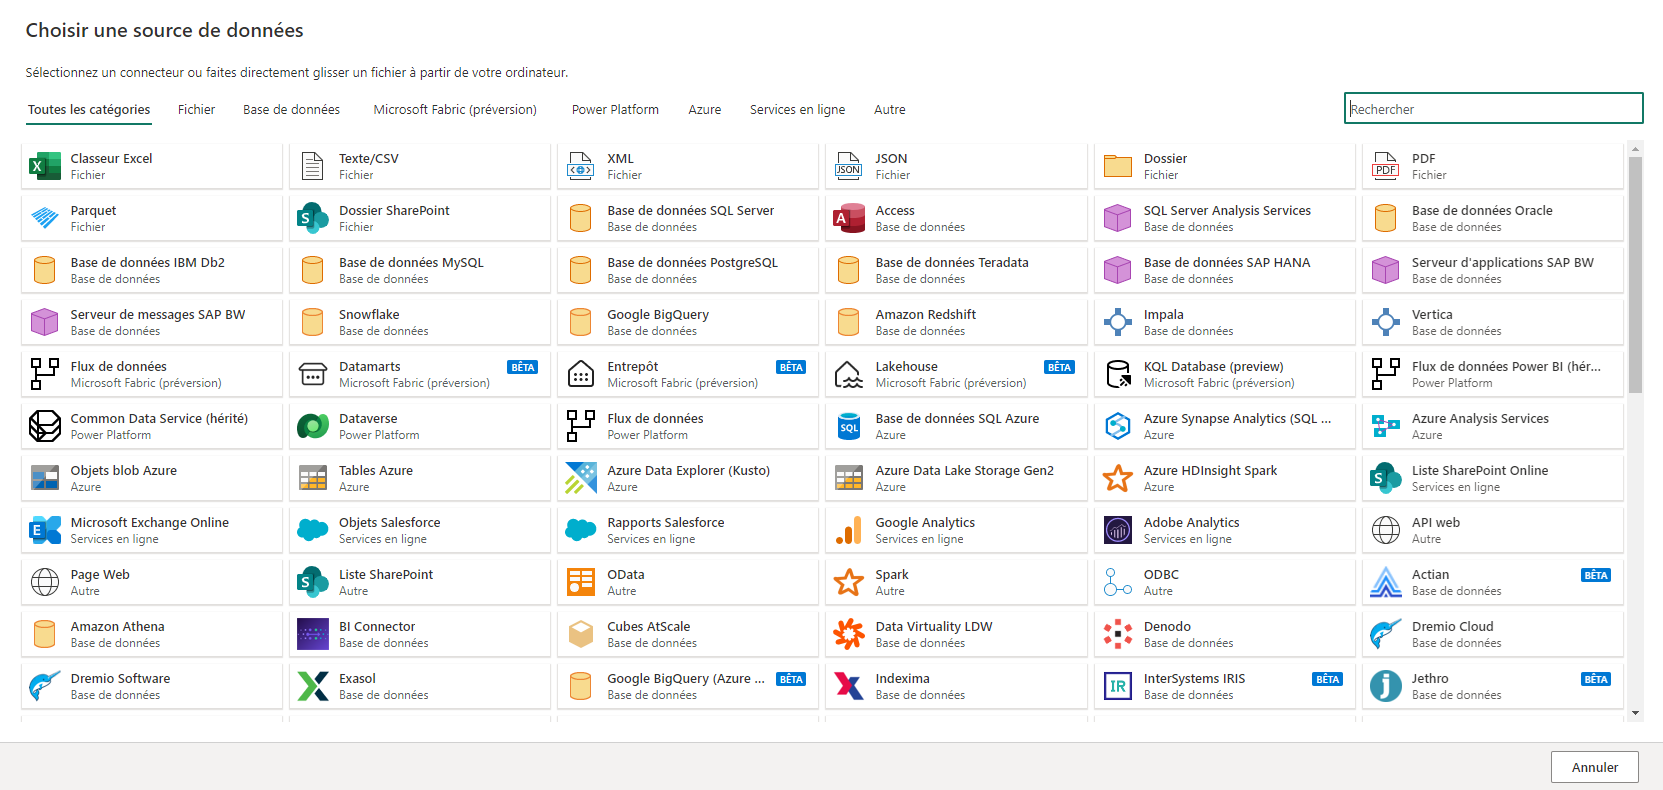 Choisir une source de données
Sélectionnez un connecteur ou faites directement glisser un fichier à partir de votre ordinateur.
Toutes les catégories
Fichier
Base de données
Microsoft Fabric (préversion)
Power Platform
Azure
Services en ligne
Autre
Rechercher
Classeur Excel
Fichier
Texte/CSV
Fichier
XML
Fichier
JSON
JSON
Fichier
Dossier
Fichier
PDF
PDF
Fichier
Parquet
Fichier
Dossier SharePoint
Fichier
Base de données SQL Server
Base de données
Access
Base de données
SQL Server Analysis Services
Base de données
Base de données Oracle
Base de données
Base de données IBM Db2
Base de données
Base de données MySQL
Base de données
Base de données PostgreSQL
Base de données
Base de données Teradata
Base de données
Base de données SAP HANA
Base de données
Serveur d'applications SAP BW
Base de données
Serveur de messages SAP BW
Base de données
Snowflake
Base de données
Google BigQuery
Base de données
Amazon Redshift
Base de données
Impala
Base de données
Vertica
Base de données
Flux de données
Microsoft Fabric (préversion)
Datamarts
BÊTA
Microsoft Fabric (préversion)
Entrepôt
BÊTA
Microsoft Fabric (préversion)
Lakehouse
BÊTA
Microsoft Fabric (préversion)
KQL Database (preview)
Microsoft Fabric (préversion)
Flux de données Power BI (hér...
Power Platform
Common Data Service (hérité)
Power Platform
Dataverse
Power Platform
Flux de données
Power Platform
SQL
Base de données SQL Azure
Azure
Azure Synapse Analytics (SQL ...
Azure
Azure Analysis Services
Azure
Objets blob Azure
Azure
Tables Azure
Azure
Azure Data Explorer (Kusto)
Azure
Azure Data Lake Storage Gen2
Azure
Azure HDInsight Spark
Azure
Liste SharePoint Online
Services en ligne
Microsoft Exchange Online
Services en ligne
Objets Salesforce
Services en ligne
Rapports Salesforce
Services en ligne
Google Analytics
Services en ligne
Adobe Analytics
Services en ligne
API web
Autre
Page Web
Autre
Liste SharePoint
Autre
OData
Autre
Spark
Autre
ODBC
Autre
Actian
BÊTA
Base de données
Amazon Athena
Base de données
BI Connector
Base de données
Cubes AtScale
Base de données
Data Virtuality LDW
Base de données
Denodo
Base de données
Dremio Cloud
Base de données
Dremio Software
Base de données
Exasol
Base de données
Google BigQuery (Azure ...
BÊTA
Base de données
Indexima
Base de données
IR
InterSystems IRIS
BÊTA
Base de données
Jethro
BÊTA
Base de données
Annuler